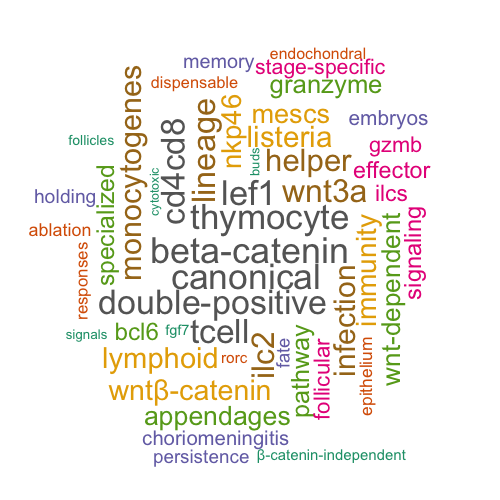 endochondral
memory
stage-specific
dispensable
granzyme
monocytogenes
lineage
nkp46
mescs
embryos
cd4cd8
listeria
follicles
buds
helper
gzmb
cytotoxic
effector
holding
specialized
lef1
wnt3a
ilcs
thymocyte
ablation
responses
beta-catenin
immunity
wnt-dependent
signaling
canonical
double-positive
infection
signals
bcl6
fgf7
tcell
ilc2
fate
pathway
follicular
epithelium
lymphoid
rorc
wntβ-catenin
appendages
choriomeningitis
persistence
β-catenin-independent